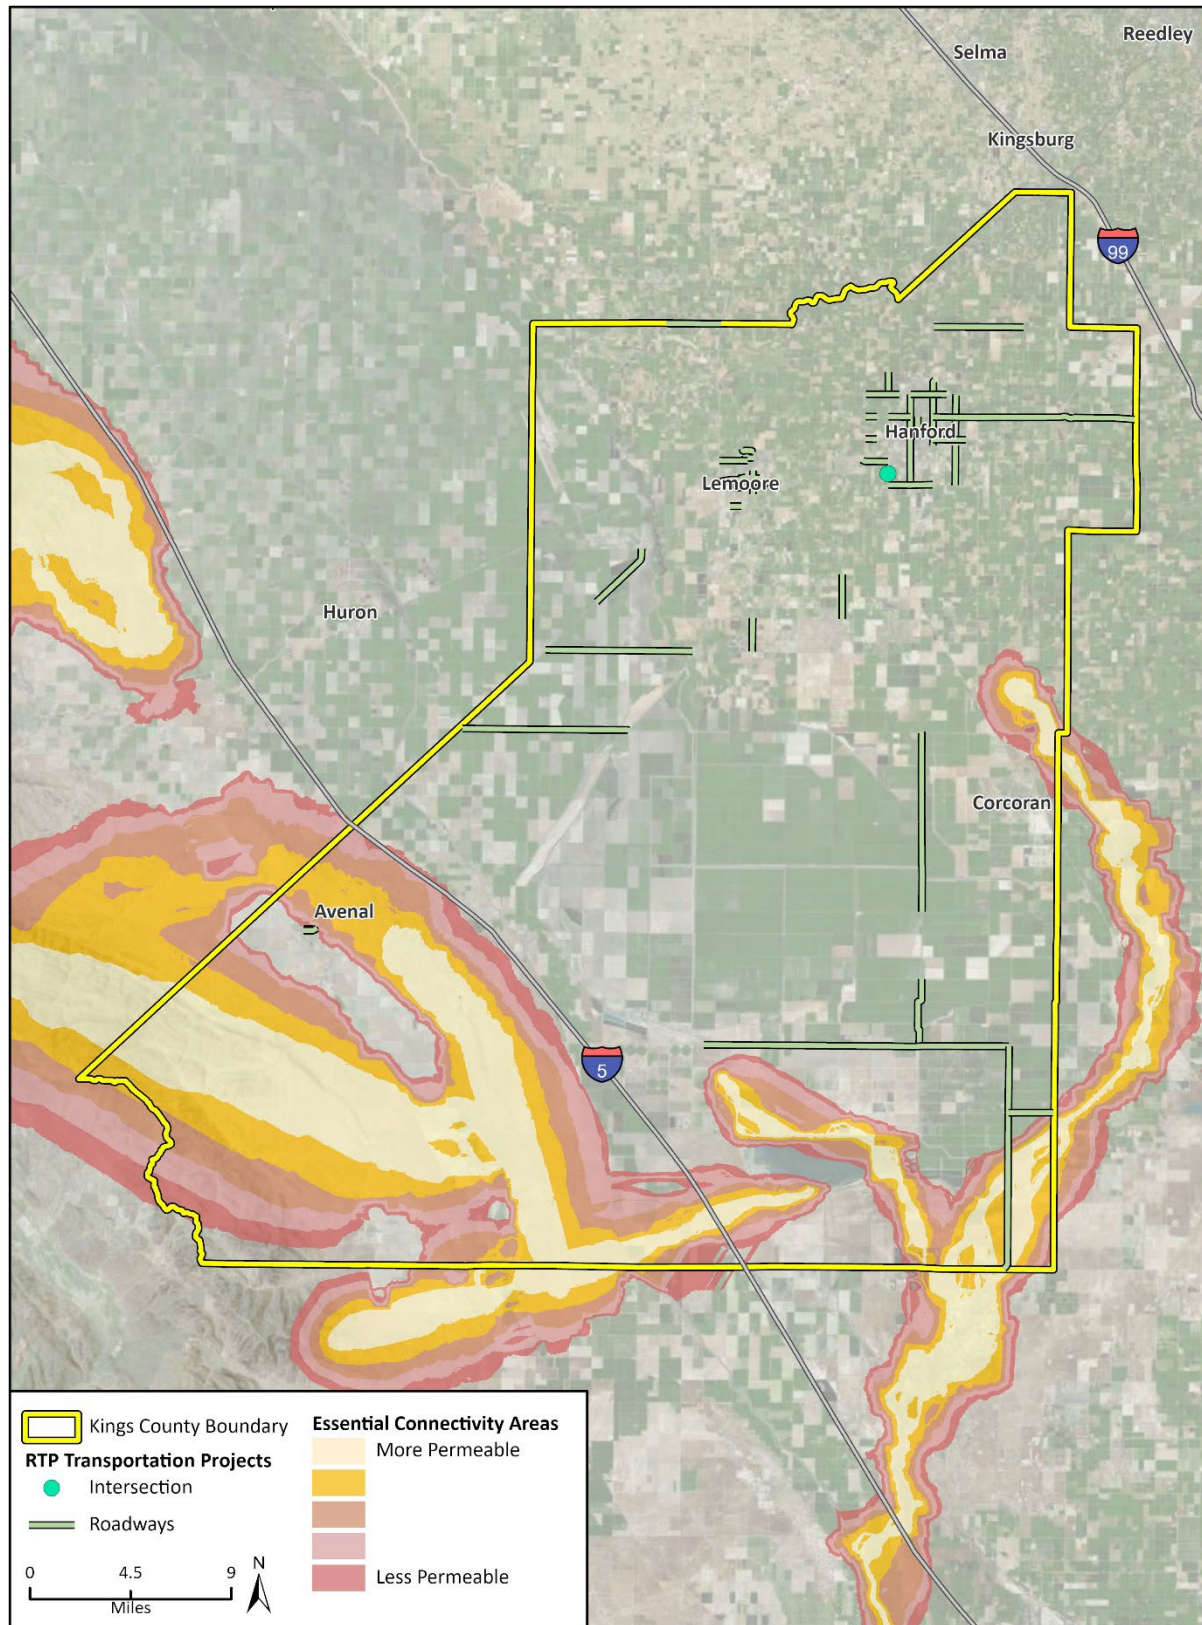 Reedley
Selma
Kingsburg
99
Hanford
Lemoore
Huron
Corcoran
Avenal
5
Kings County Boundary
RTP Transportation Projects
Intersection
Roadways
0 4.5 9
Miles
N
Essential Connectivity Areas
More Permeable
Less Permeable